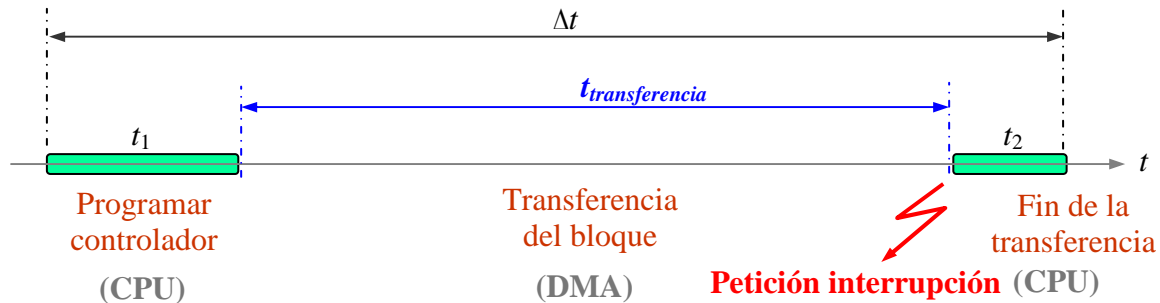 Δt
t_transferencia
t1
t2
t
Programar
controlador
(CPU)
Transferencia
del bloque
(DMA)
Petición interrupción
Fin de la
transferencia
(CPU)